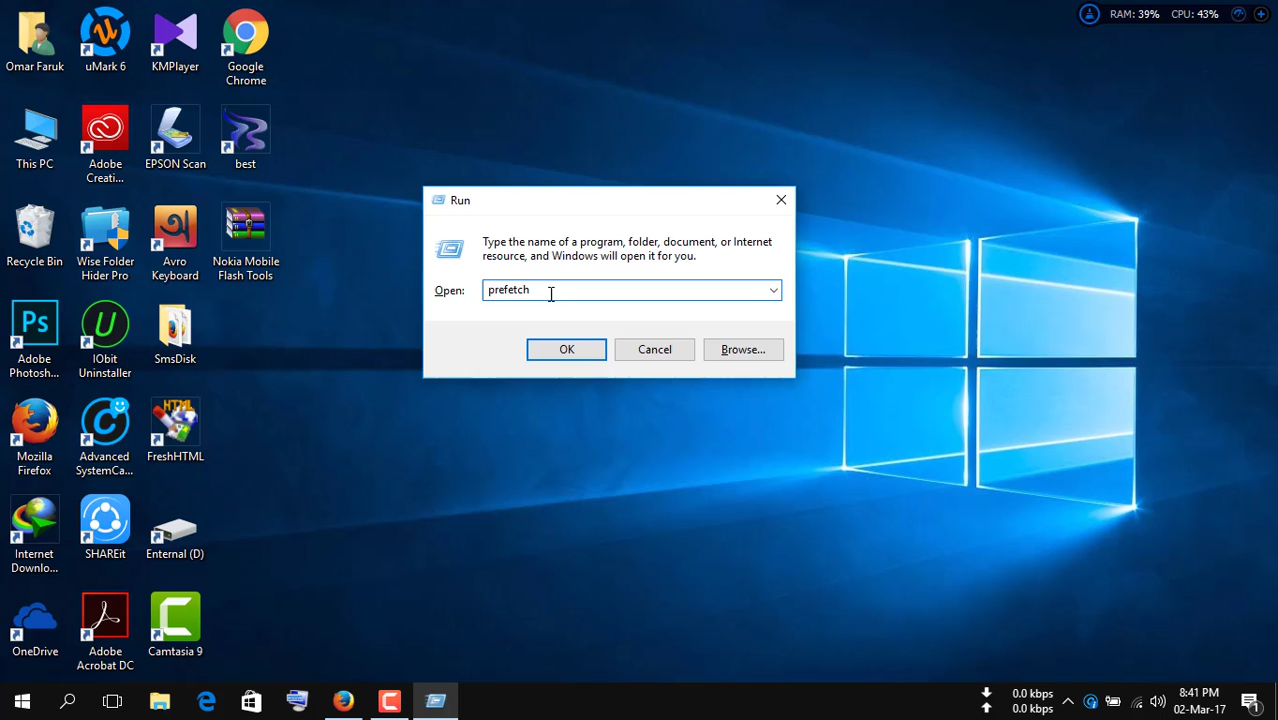 RAM: 39% CPU: 43%
Omar Faruk
uMark 6
KMPlayer
Google
Chrome
This PC
Adobe
Creati...
EPSON Scan
best
Recycle Bin
Wise Folder
Hider Pro
অ
Avro
Keyboard
Nokia Mobile
Flash Tools
Ps
Adobe
Photosh...
IObit
Uninstaller
SmsDisk
Mozilla
Firefox
Advanced
SystemCa...
HTML
FreshHTML
Internet
Downlo...
SHAREit
Enternal (D)
OneDrive
Adobe
Acrobat DC
Camtasia 9
Run
Type the name of a program, folder, document, or Internet
resource, and Windows will open it for you.
Open: prefetch
OK Cancel Browse...
0.0 kbps
0.0 kbps
8:41 PM
02-Mar-17
1